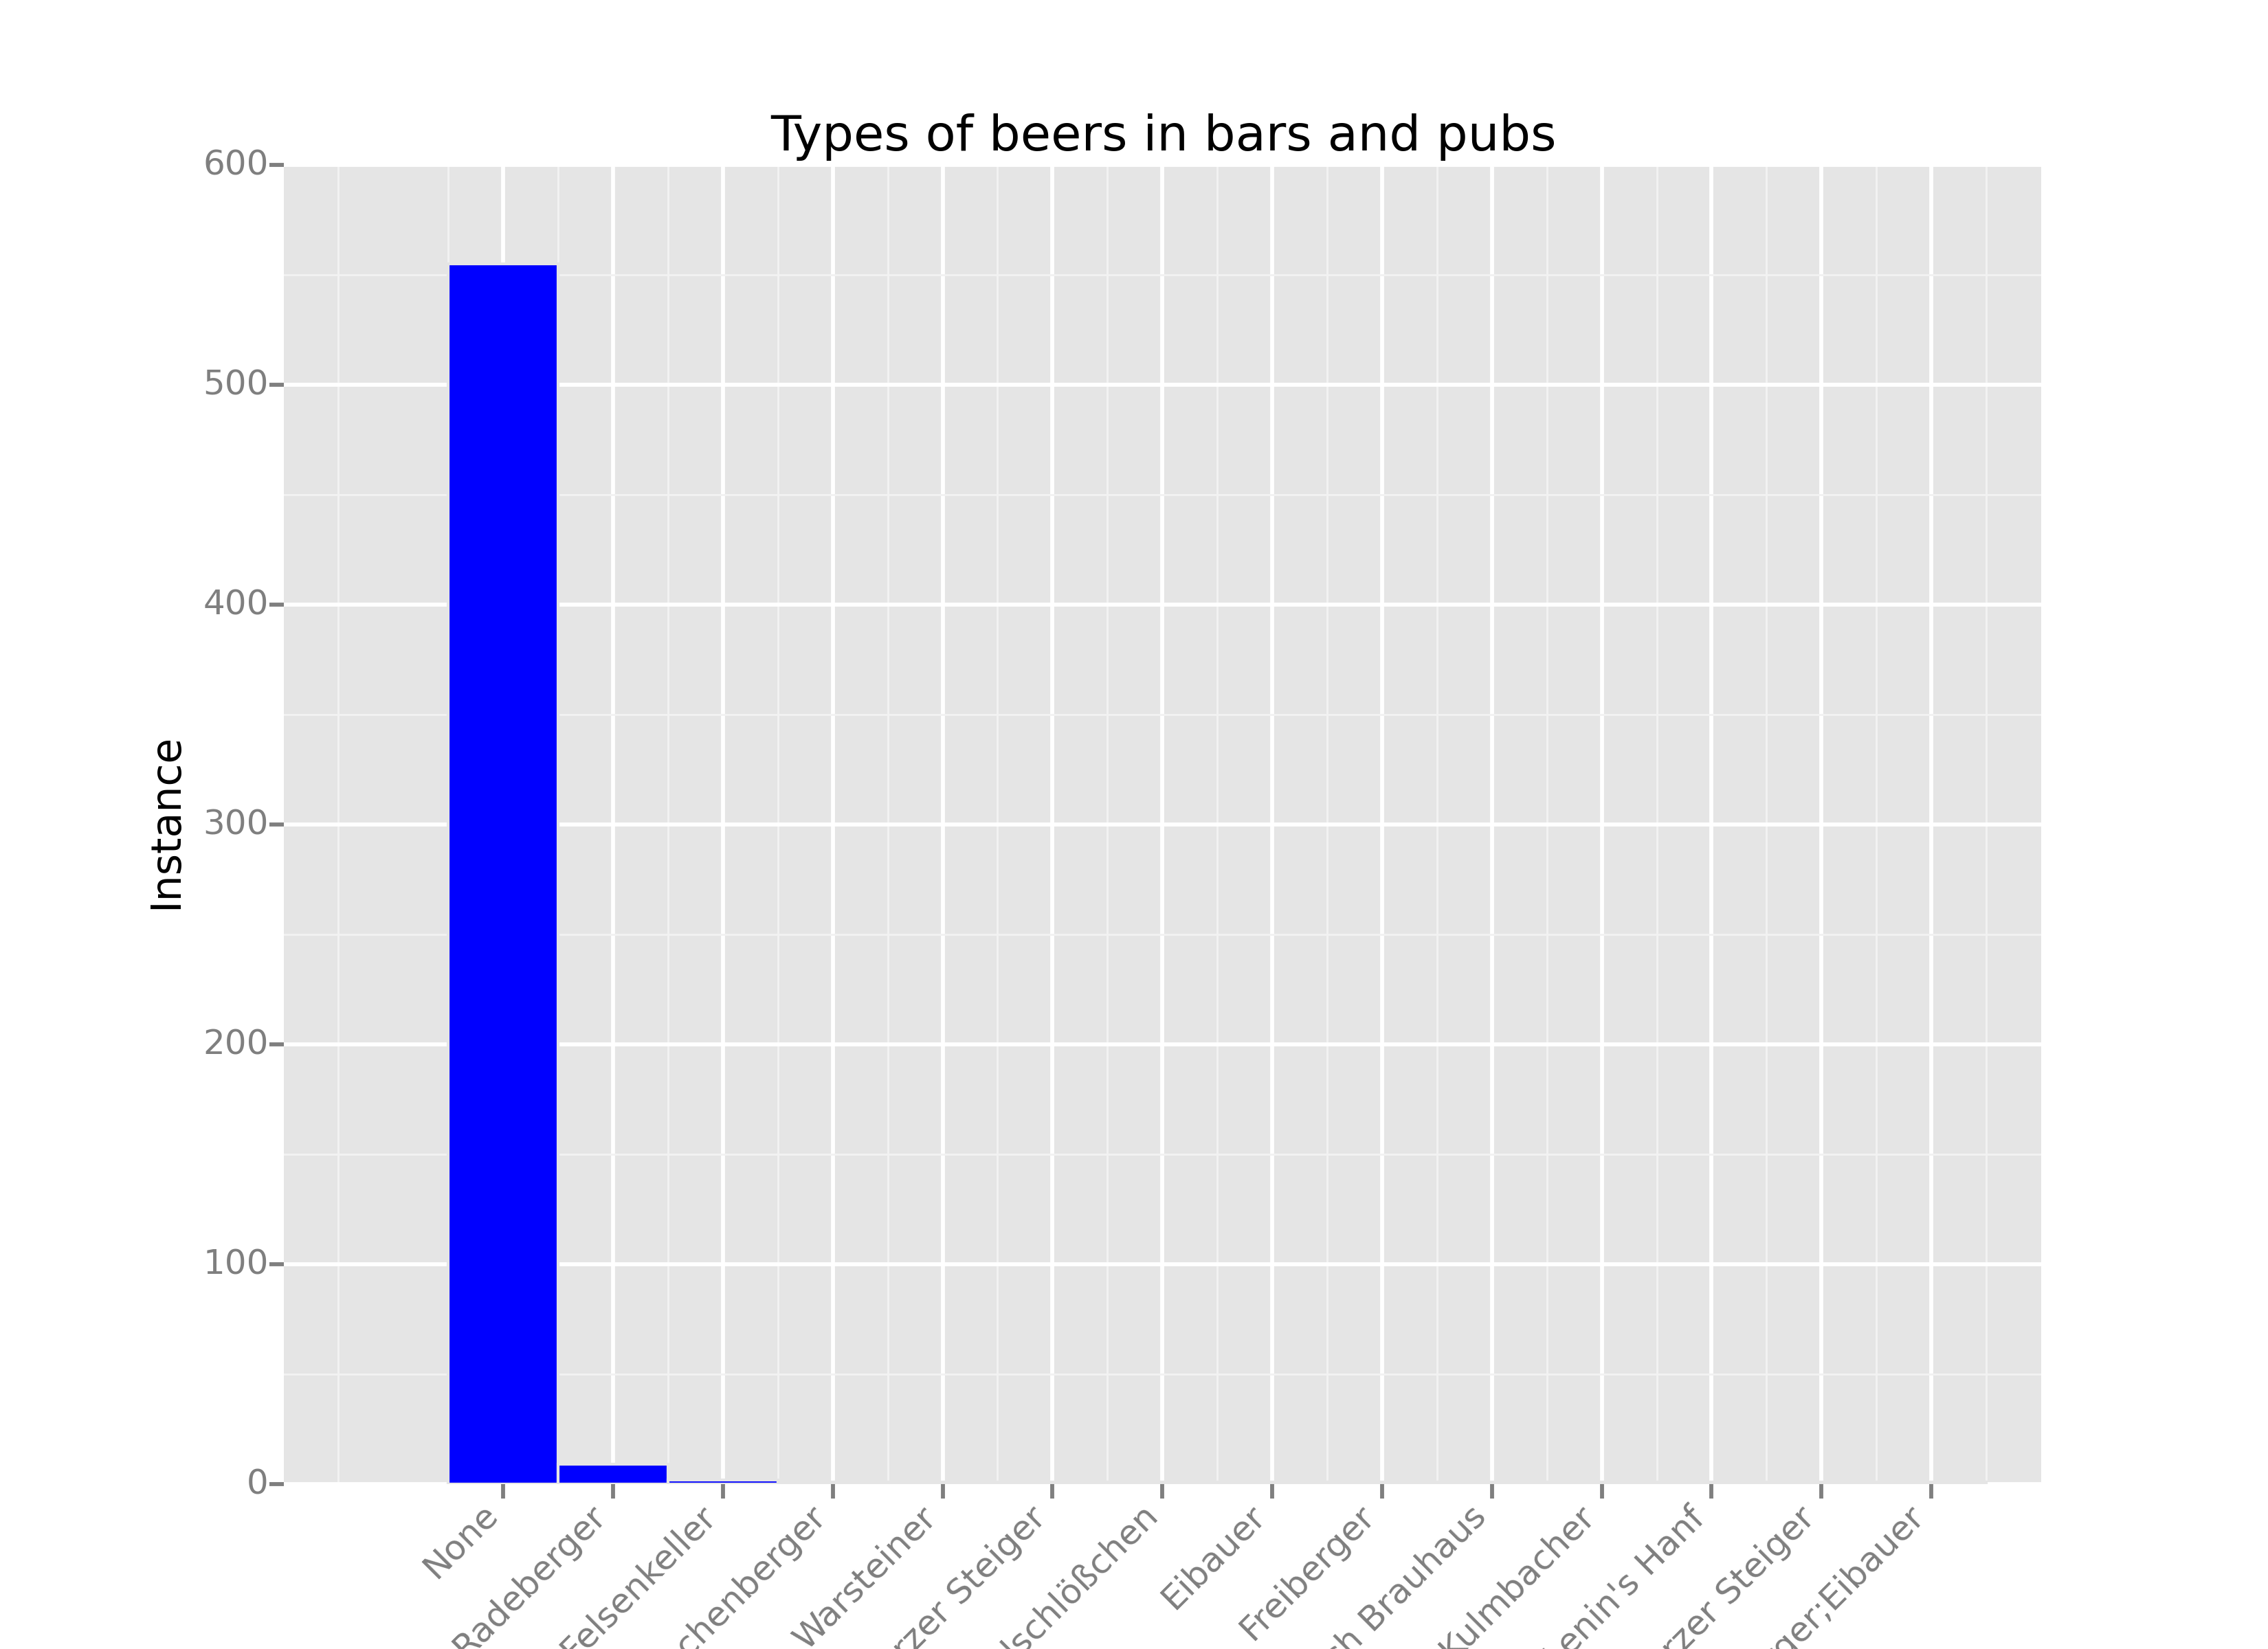 Types of beers in bars and pubs
600
500
400
300
200
100
0
Instance
None
Radeberger
Felsenkeller
chenberger
Warsteiner
rzer Steiger
lschlößchen
Eibauer
Freiberger
h Brauhaus
Kulmbacher
enin's Hanf
rzer Steiger
ger;Eibauer